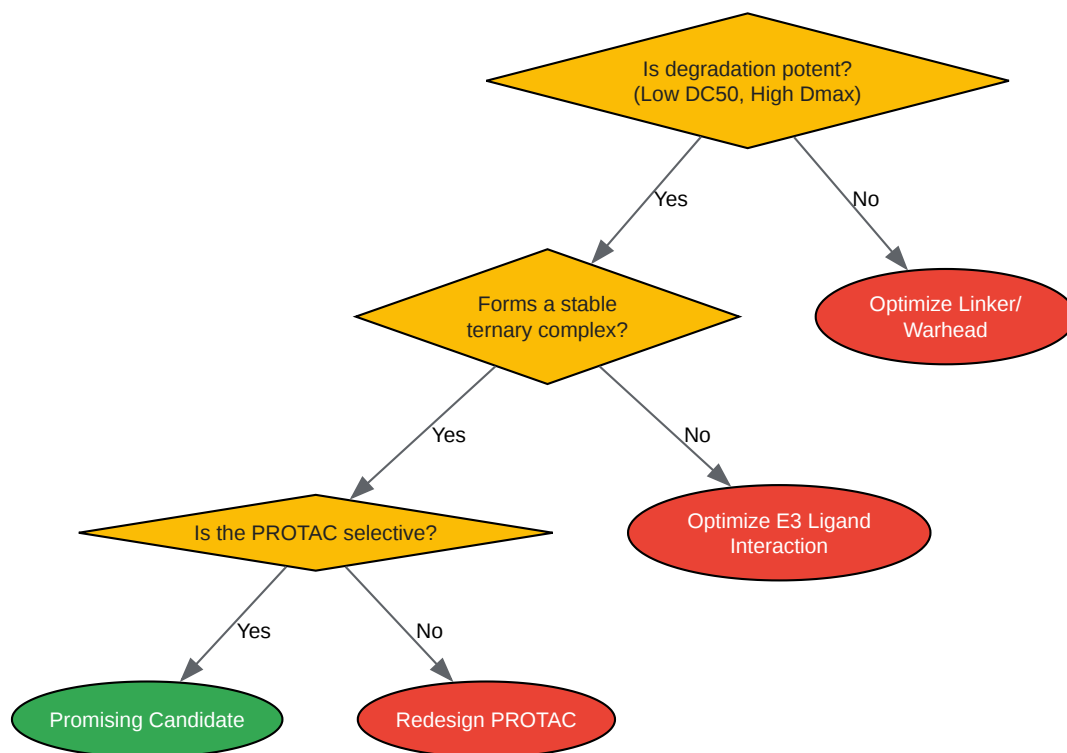 Is degradation potent?
(Low DC50, High Dmax)
Yes
No
Forms a stable
ternary complex?
Optimize Linker/
Warhead
Yes
No
Is the PROTAC selective?
Optimize E3 Ligand
Interaction
Yes
No
Promising Candidate
Redesign PROTAC